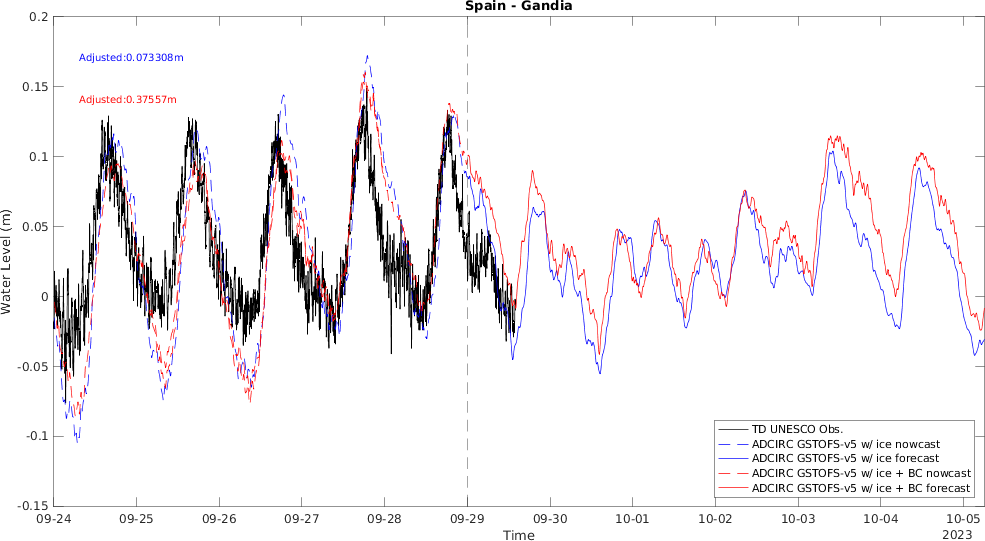 Spain - Gandia
0.2
0.15
0.1
0.05
0
-0.05
-0.1
-0.15
Water Level (m)
Adjusted:0.073308m
Adjusted:0.37557m
TD UNESCO Obs.
ADCIRC GSTOFS-v5 w/ ice nowcast
ADCIRC GSTOFS-v5 w/ ice forecast
ADCIRC GSTOFS-v5 w/ ice + BC nowcast
ADCIRC GSTOFS-v5 w/ ice + BC forecast
09-24 09-25 09-26 09-27 09-28 09-29 09-30 10-01 10-02 10-03 10-04 10-05
Time
2023